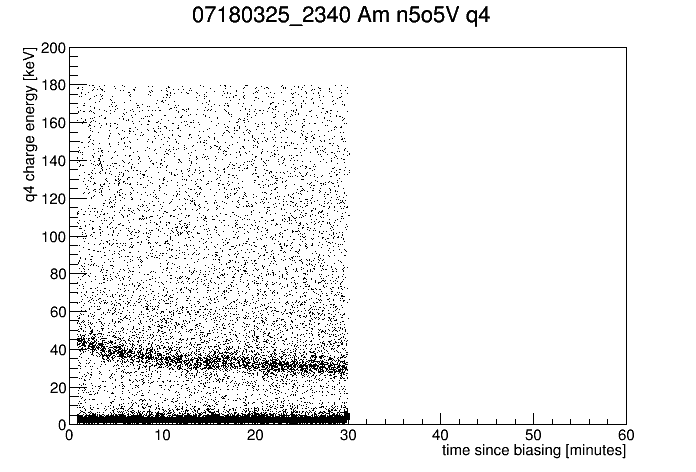 07180325_2340 Am n5o5V q4
q4 charge energy [keV]
200
180
160
140
120
100
80
60
40
20
0
0 10 20 30 40 50 60
time since biasing [minutes]